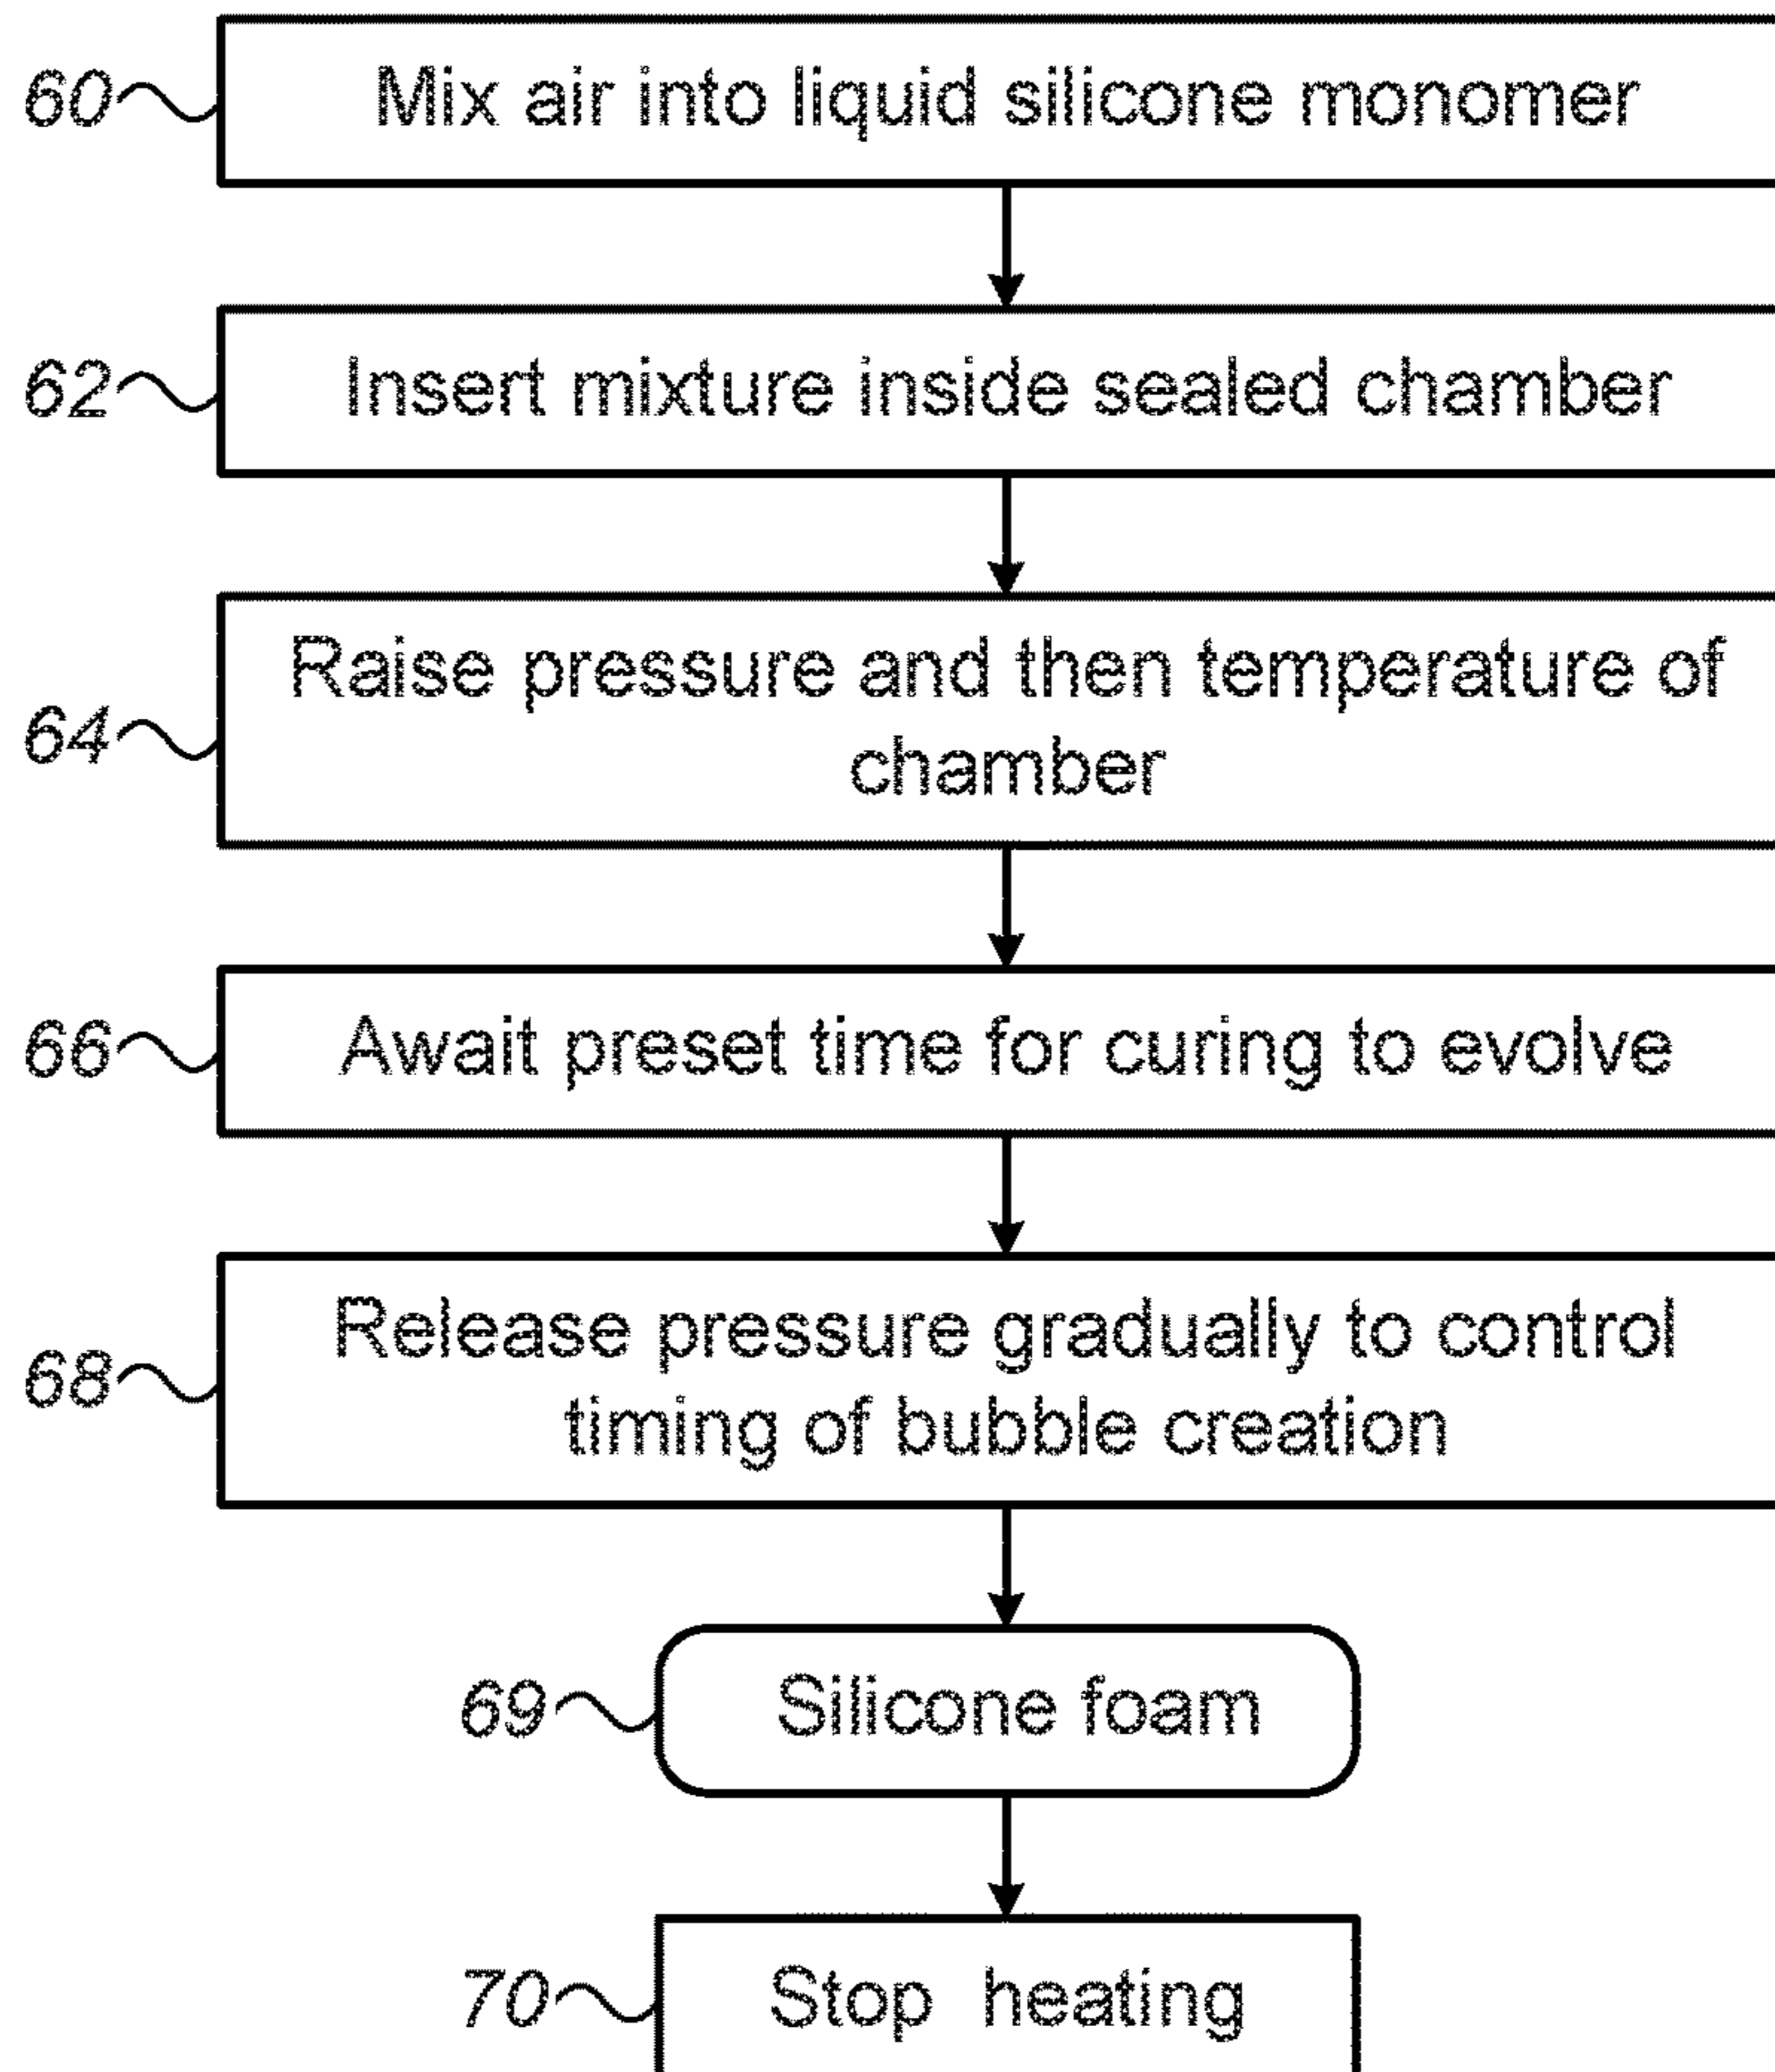 60 Mix air into liquid silicone monomer
62 Insert mixture inside sealed chamber
Raise pressure and then temperature of
64
chamber
66 Await preset time for curing to evolve
Release pressure gradually to control
68
timing of bubble creation
69 Silicone foam
70 Stop heating